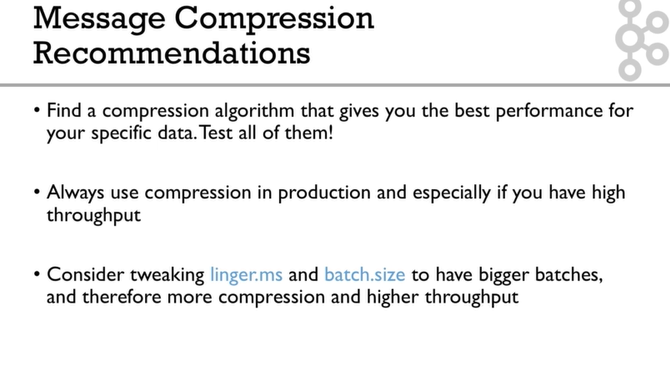 Message Compression
Recommendations
• Find a compression algorithm that gives you the best performance for
your specific data. Test all of them!
• Always use compression in production and especially if you have high
throughput
• Consider tweaking linger.ms and batch.size to have bigger batches,
and therefore more compression and higher throughput